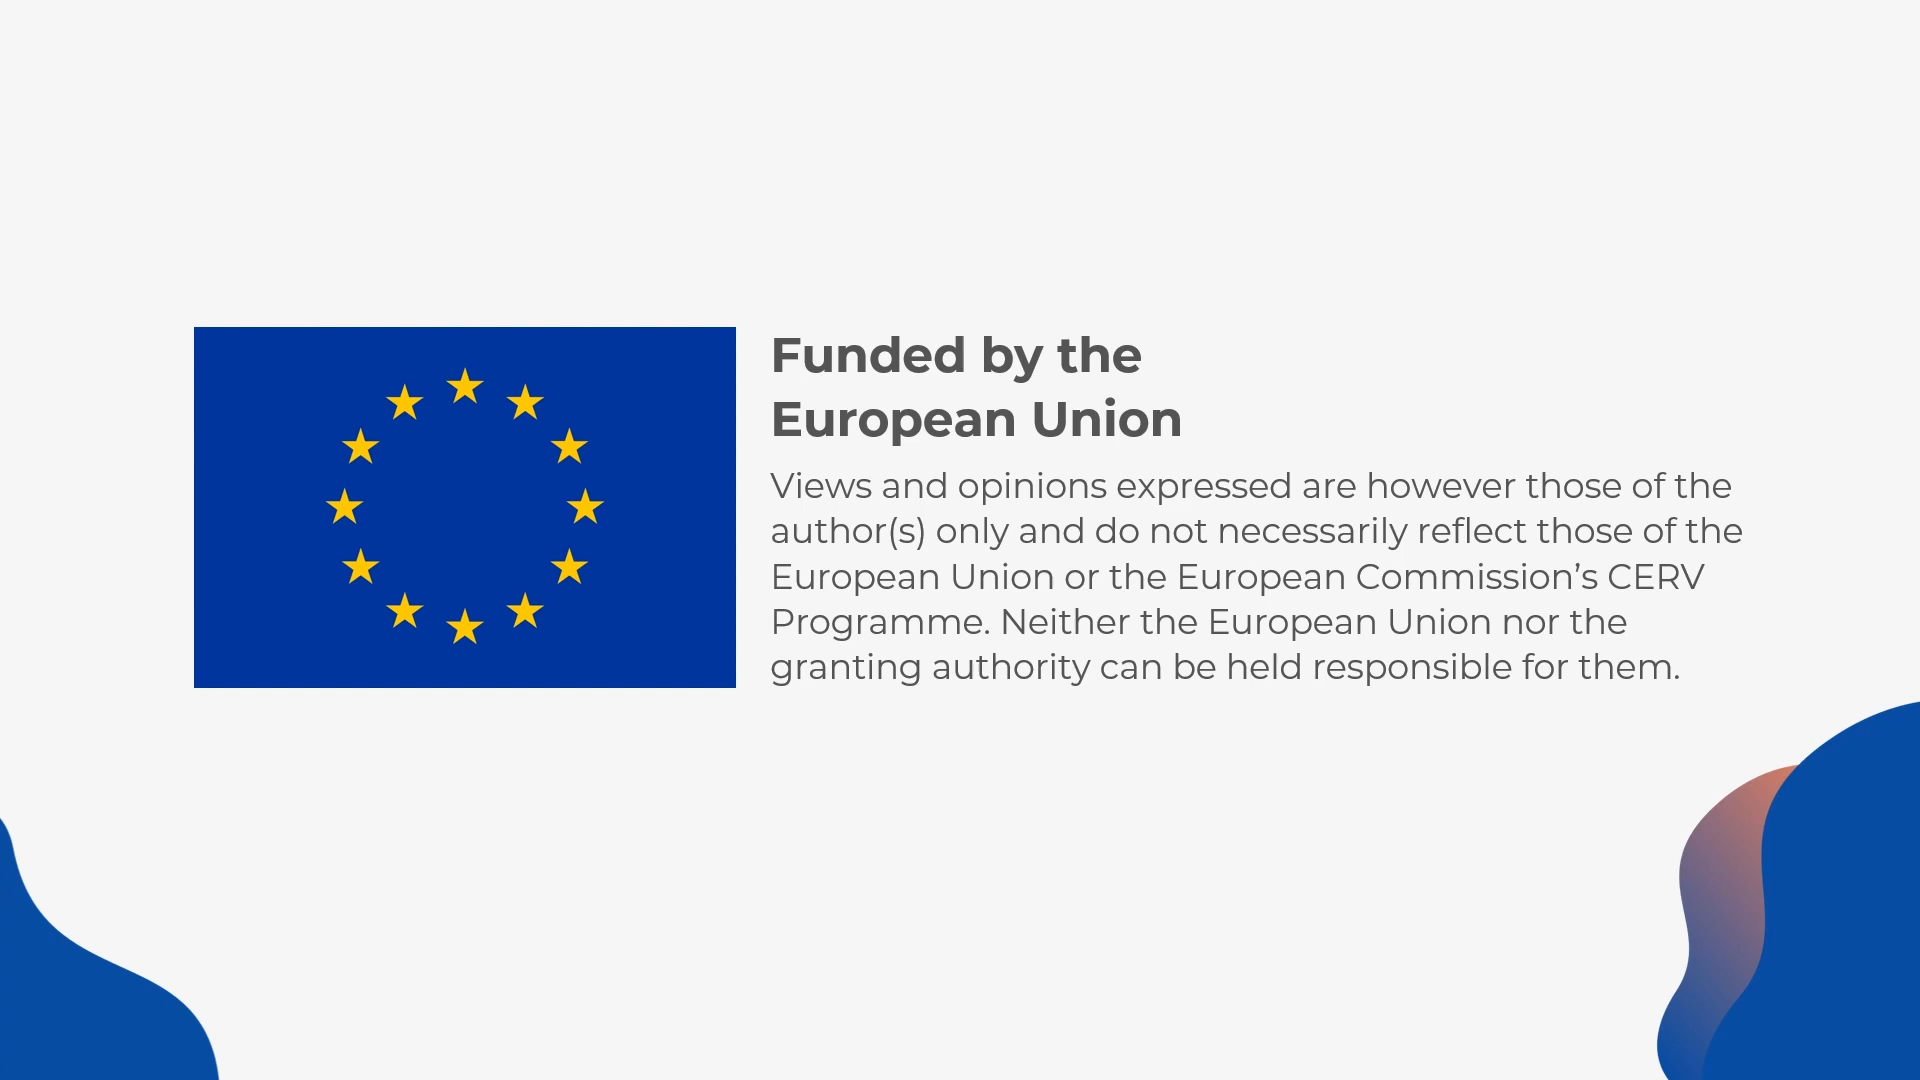 Funded by the
European Union
Views and opinions expressed are however those of the
author(s) only and do not necessarily reflect those of the
European Union or the European Commission’s CERV
Programme. Neither the European Union nor the
granting authority can be held responsible for them.